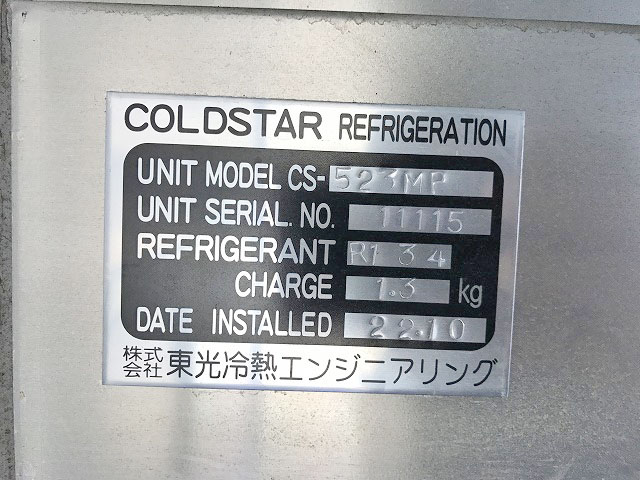 COLDSTAR REFRIGERATION
UNIT MODEL CS-523MP
UNIT SERIAL. NO. 11115
REFRIGERANT R134
CHARGE 1.3 kg
DATE INSTALLED 22.10
株式会社 東光冷熱エンジニアリング